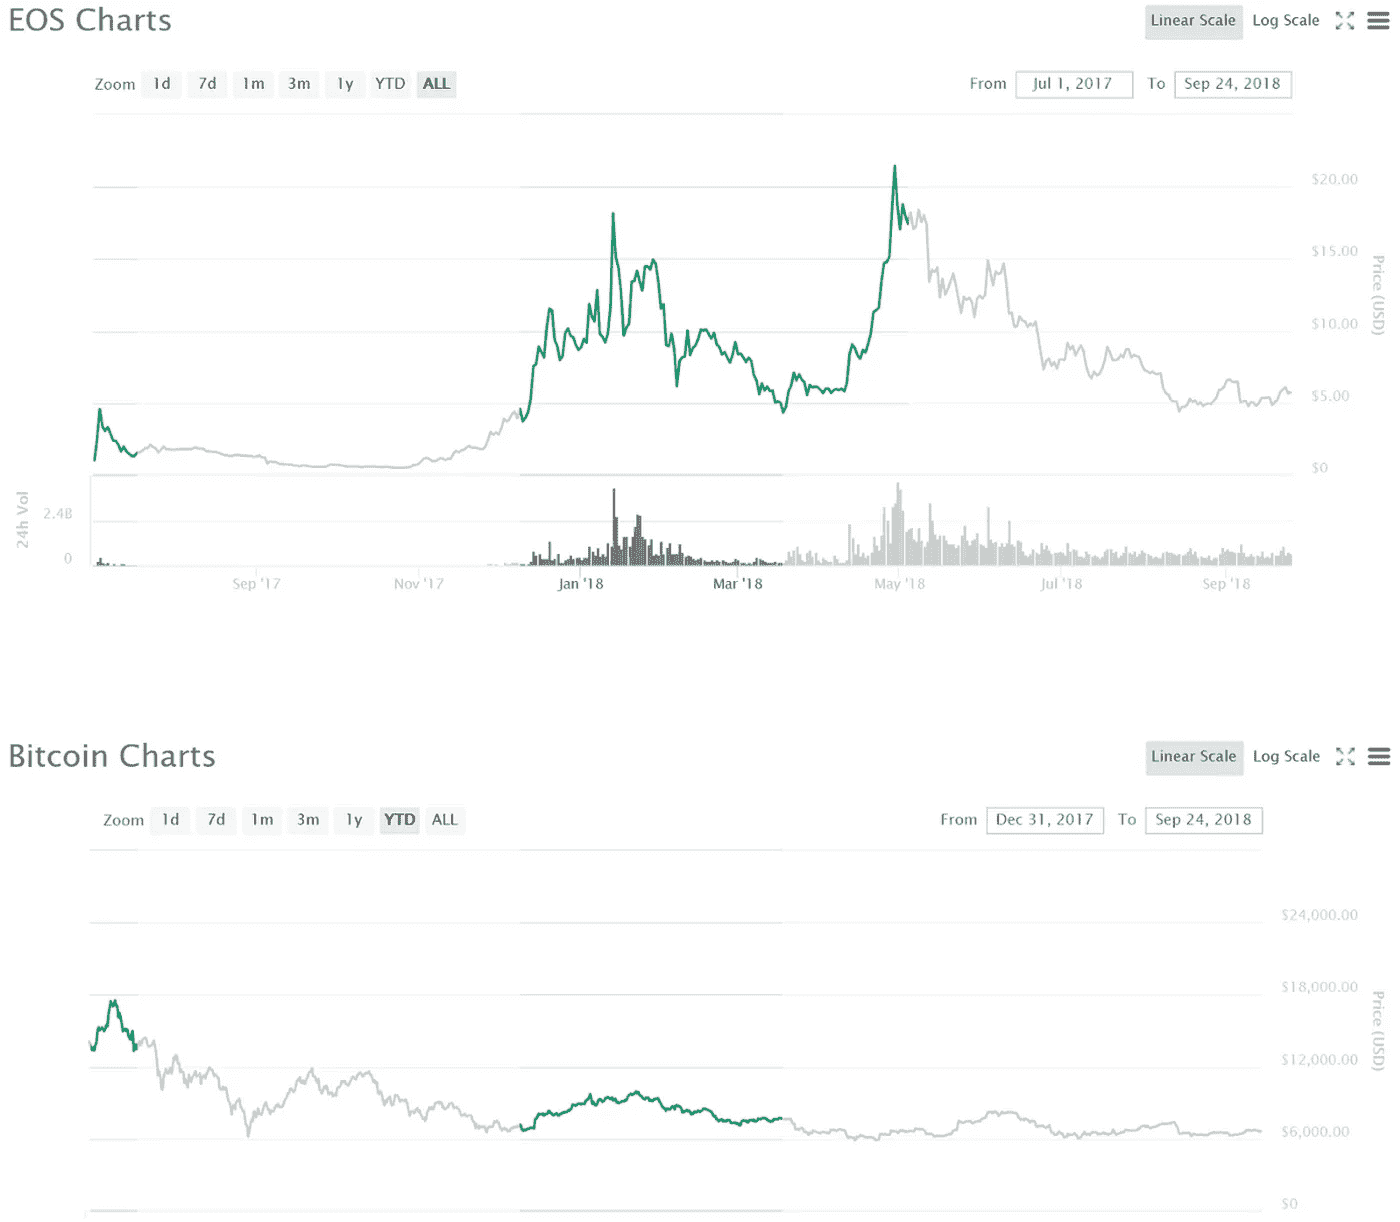 EOS Charts
Linear Scale Log Scale
Zoom 1d 7d 1m 3m 1y YTD ALL
From Jul 1, 2017 To Sep 24, 2018
$20.00
$15.00
$10.00
$5.00
$0
Price (USD)
24h Vol
2.4B
0
Sep '17 Nov '17 Jan '18 Mar '18 May '18 Jul '18 Sep '18
Bitcoin Charts
Linear Scale Log Scale
Zoom 1d 7d 1m 3m 1y YTD ALL
From Dec 31, 2017 To Sep 24, 2018
$24,000.00
$18,000.00
$12,000.00
$6,000.00
$0
Price (USD)